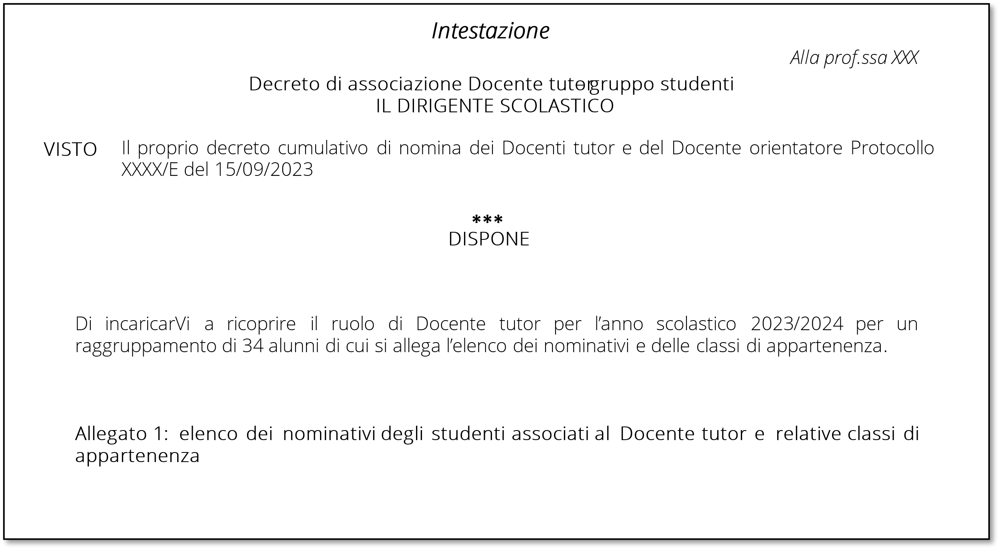 Intestazione
Alla prof.ssa XXX
Decreto di associazione Docente tutor-gruppo studenti
IL DIRIGENTE SCOLASTICO
VISTO Il proprio decreto cumulativo di nomina dei Docenti tutor e del Docente orientatore Protocollo
XXXX/E del 15/09/2023
***
DISPONE
Di incaricarVi a ricoprire il ruolo di Docente tutor per l’anno scolastico 2023/2024 per un
raggruppamento di 34 alunni di cui si allega l’elenco dei nominativi e delle classi di appartenenza.
Allegato 1: elenco dei nominativi degli studenti associati al Docente tutor e relative classi di
appartenenza